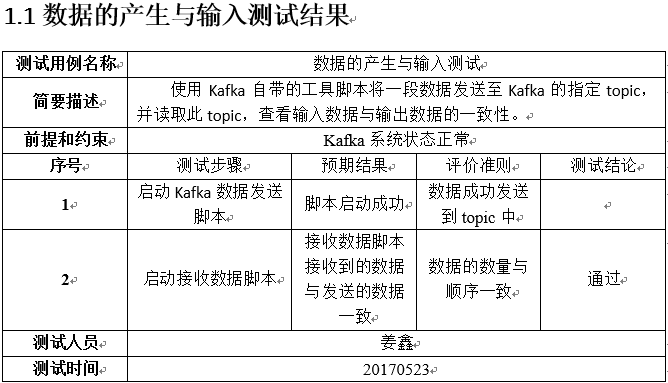 1.1 数据的产生与输入测试结果
测试用例名称 数据的产生与输入测试
简要描述 使用 Kafka 自带的工具脚本将一段数据发送至 Kafka 的指定 topic，
并读取此 topic，查看输入数据与输出数据的一致性。
前提和约束 Kafka 系统状态正常
序号 测试步骤 预期结果 评价准则 测试结论
1 启动 Kafka 数据发送
脚本 脚本启动成功 数据成功发送
到 topic 中
2 启动接收数据脚本 接收数据脚本
接收到的数据
与发送的数据
一致 数据的数量与
顺序一致 通过
测试人员 姜鑫
测试时间 20170523